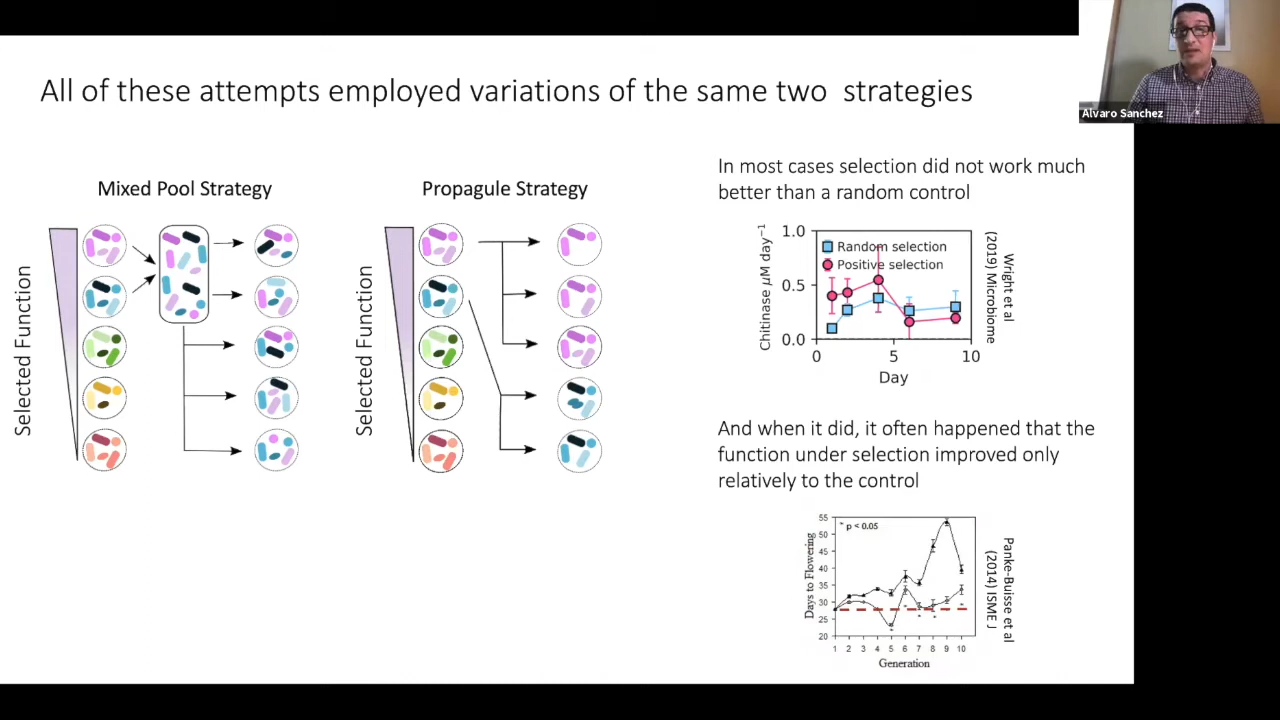 All of these attempts employed variations of the same two strategies
Alvaro Sanchez
Mixed Pool Strategy
Selected Function
Propagule Strategy
Selected Function
In most cases selection did not work much
better than a random control
1.0
0.5
0.0
Chitinase µM day⁻¹
Random selection
Positive selection
0
5
10
Day
Wright et al
(2019) Microbiome
And when it did, it often happened that the
function under selection improved only
relatively to the control
55
50
45
40
35
30
25
20
Days to Flowering
* p < 0.05
1 2 3 4 5 6 7 8 9 10
Generation
Panke-Buisse et al
(2014) ISME J